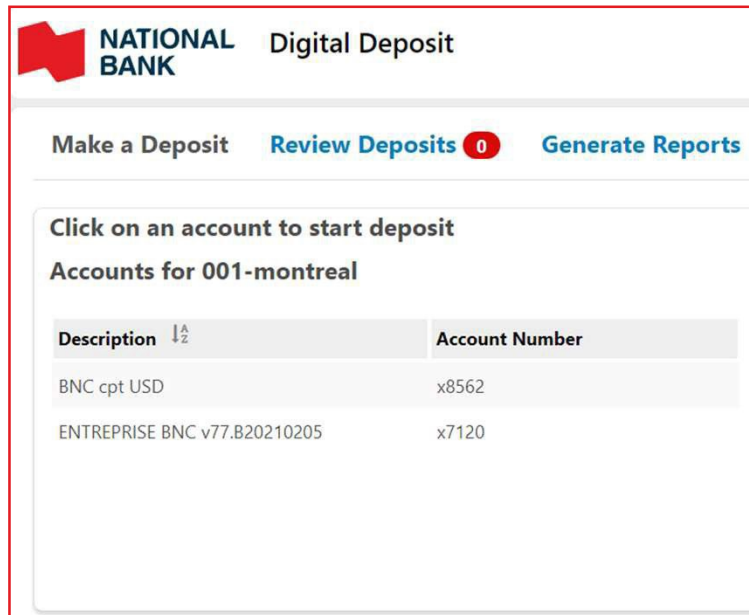 NATIONAL
BANK
Digital Deposit
Make a Deposit Review Deposits 0 Generate Reports
Click on an account to start deposit
Accounts for 001-montreal
Description Account Number
BNC cpt USD x8562
ENTREPRISE BNC v77.B20210205 x7120